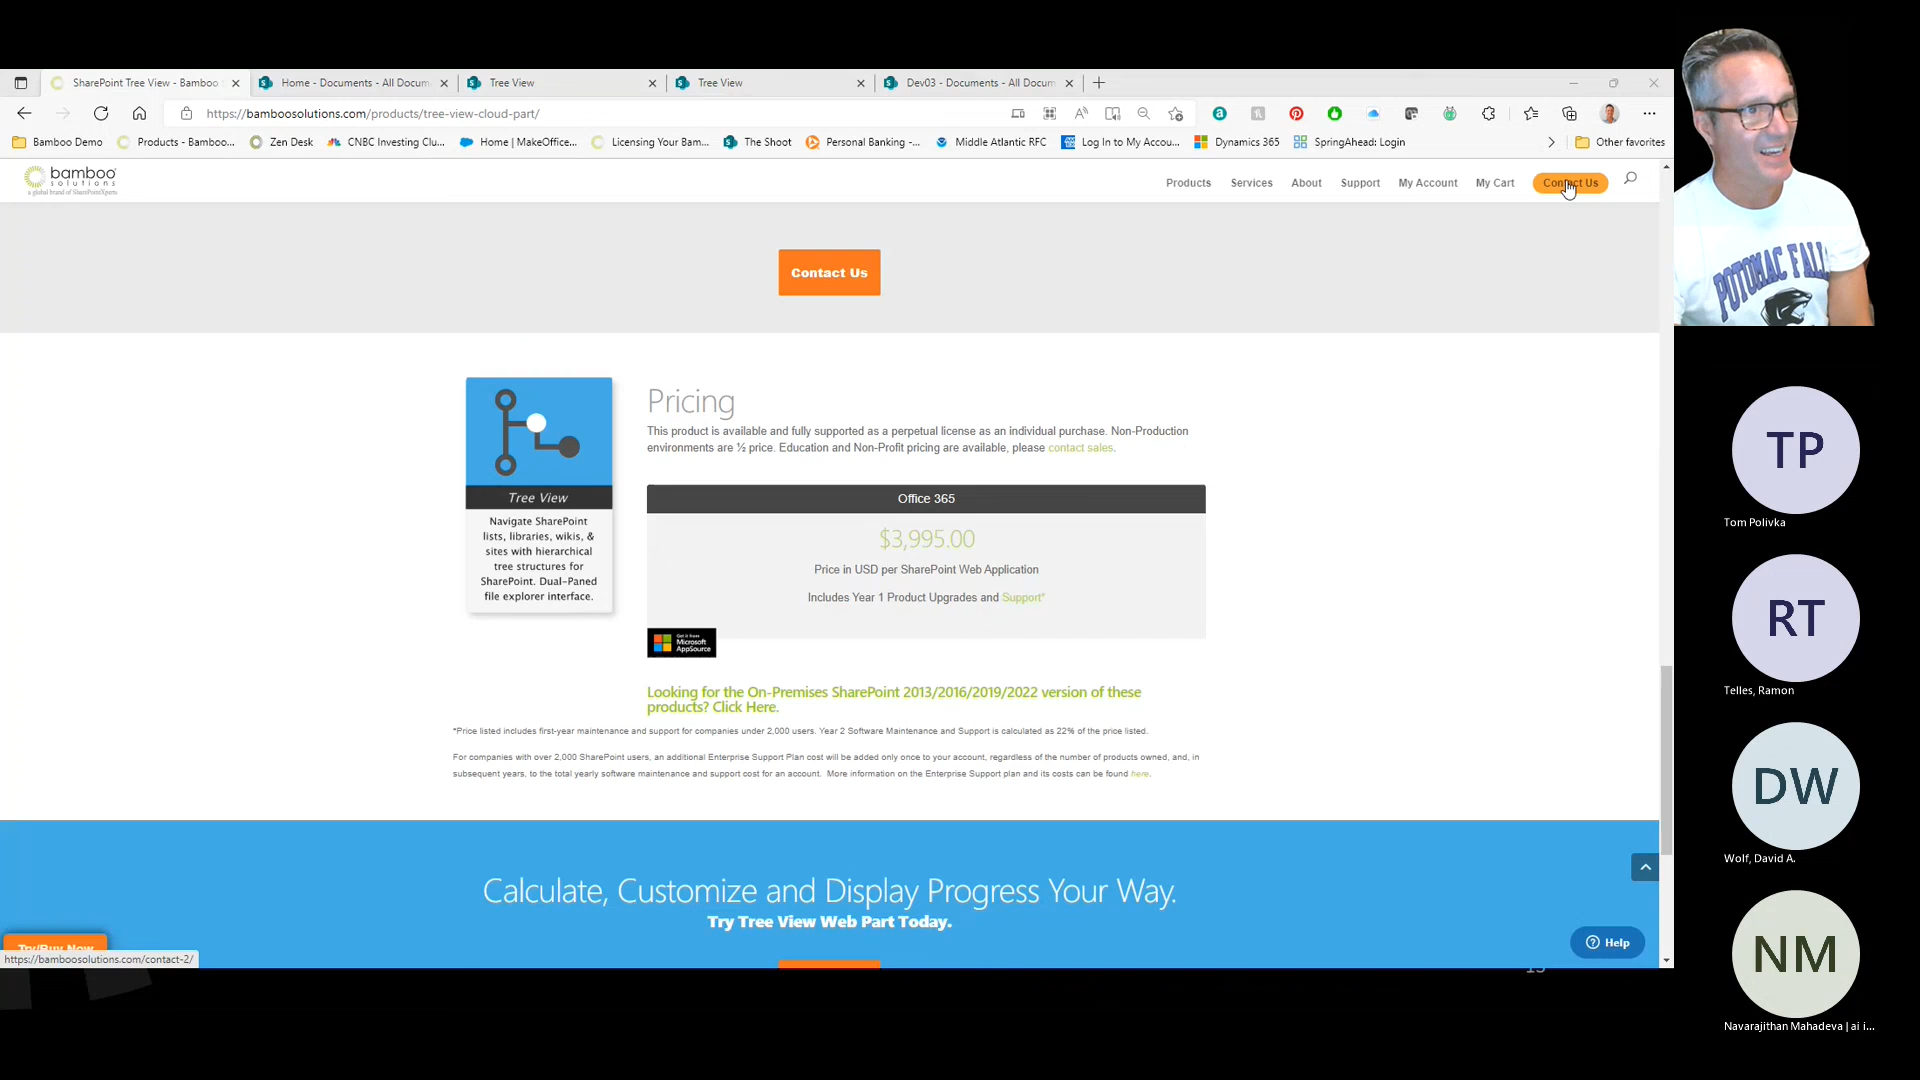 SharePoint Tree View - Bamboo
Home - Documents - All Docum
Tree View
Tree View
Dev03 - Documents - All Docum
https://bamboosolutions.com/products/tree-view-cloud-part/
Bamboo Demo
Products - Bamboo...
Zen Desk
CNBC Investing Clu...
Home | MakeOffice...
Licensing Your Bam...
The Shoot
Personal Banking -...
Middle Atlantic RFC
Log In to My Accou...
Dynamics 365
SpringAhead: Login
Other favorites
bamboo
solutions
a global brand of SharePointXperts
Products
Services
About
Support
My Account
My Cart
Contact Us
Contact Us
Pricing
This product is available and fully supported as a perpetual license as an individual purchase. Non-Production
environments are ½ price. Education and Non-Profit pricing are available, please contact sales.
Tree View
Navigate SharePoint
lists, libraries, wikis, &
sites with hierarchical
tree structures for
SharePoint. Dual-Paned
file explorer interface.
Office 365
$3,995.00
Price in USD per SharePoint Web Application
Includes Year 1 Product Upgrades and Support*
Get it from
Microsoft
AppSource
Looking for the On-Premises SharePoint 2013/2016/2019/2022 version of these
products? Click Here.
*Price listed includes first-year maintenance and support for companies under 2,000 users. Year 2 Software Maintenance and Support is calculated as 22% of the price listed.
For companies with over 2,000 SharePoint users, an additional Enterprise Support Plan cost will be added only once to your account, regardless of the number of products owned, and, in
subsequent years, to the total yearly software maintenance and support cost for an account. More information on the Enterprise Support plan and its costs can be found here.
Calculate, Customize and Display Progress Your Way.
Try Tree View Web Part Today.
Try/Buy Now
Help
https://bamboosolutions.com/contact-2/
POTOMAC FALL
TP
Tom Polivka
RT
Telles, Ramon
DW
Wolf, David A.
NM
Navarajithan Mahadeva | ai i...